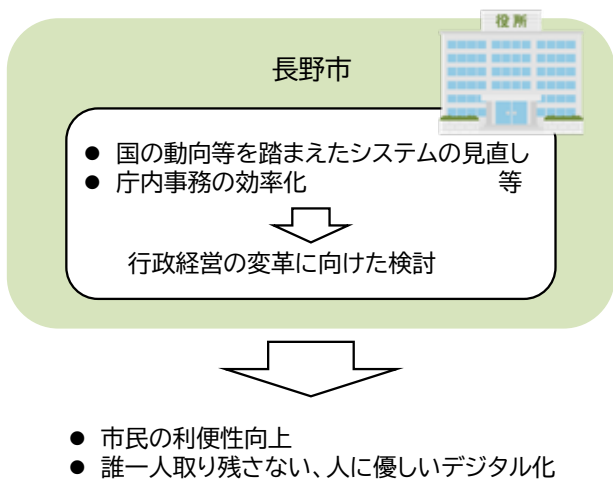 役所
長野市
● 国の動向等を踏まえたシステムの見直し
● 庁内事務の効率化 等
行政経営の変革に向けた検討
● 市民の利便性向上
● 誰一人取り残さない、人に優しいデジタル化